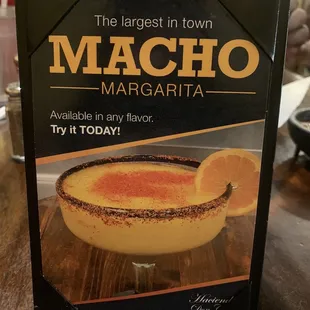 The largest in town
MACHO
MARGARITA
Available in any flavor.
Try it TODAY!